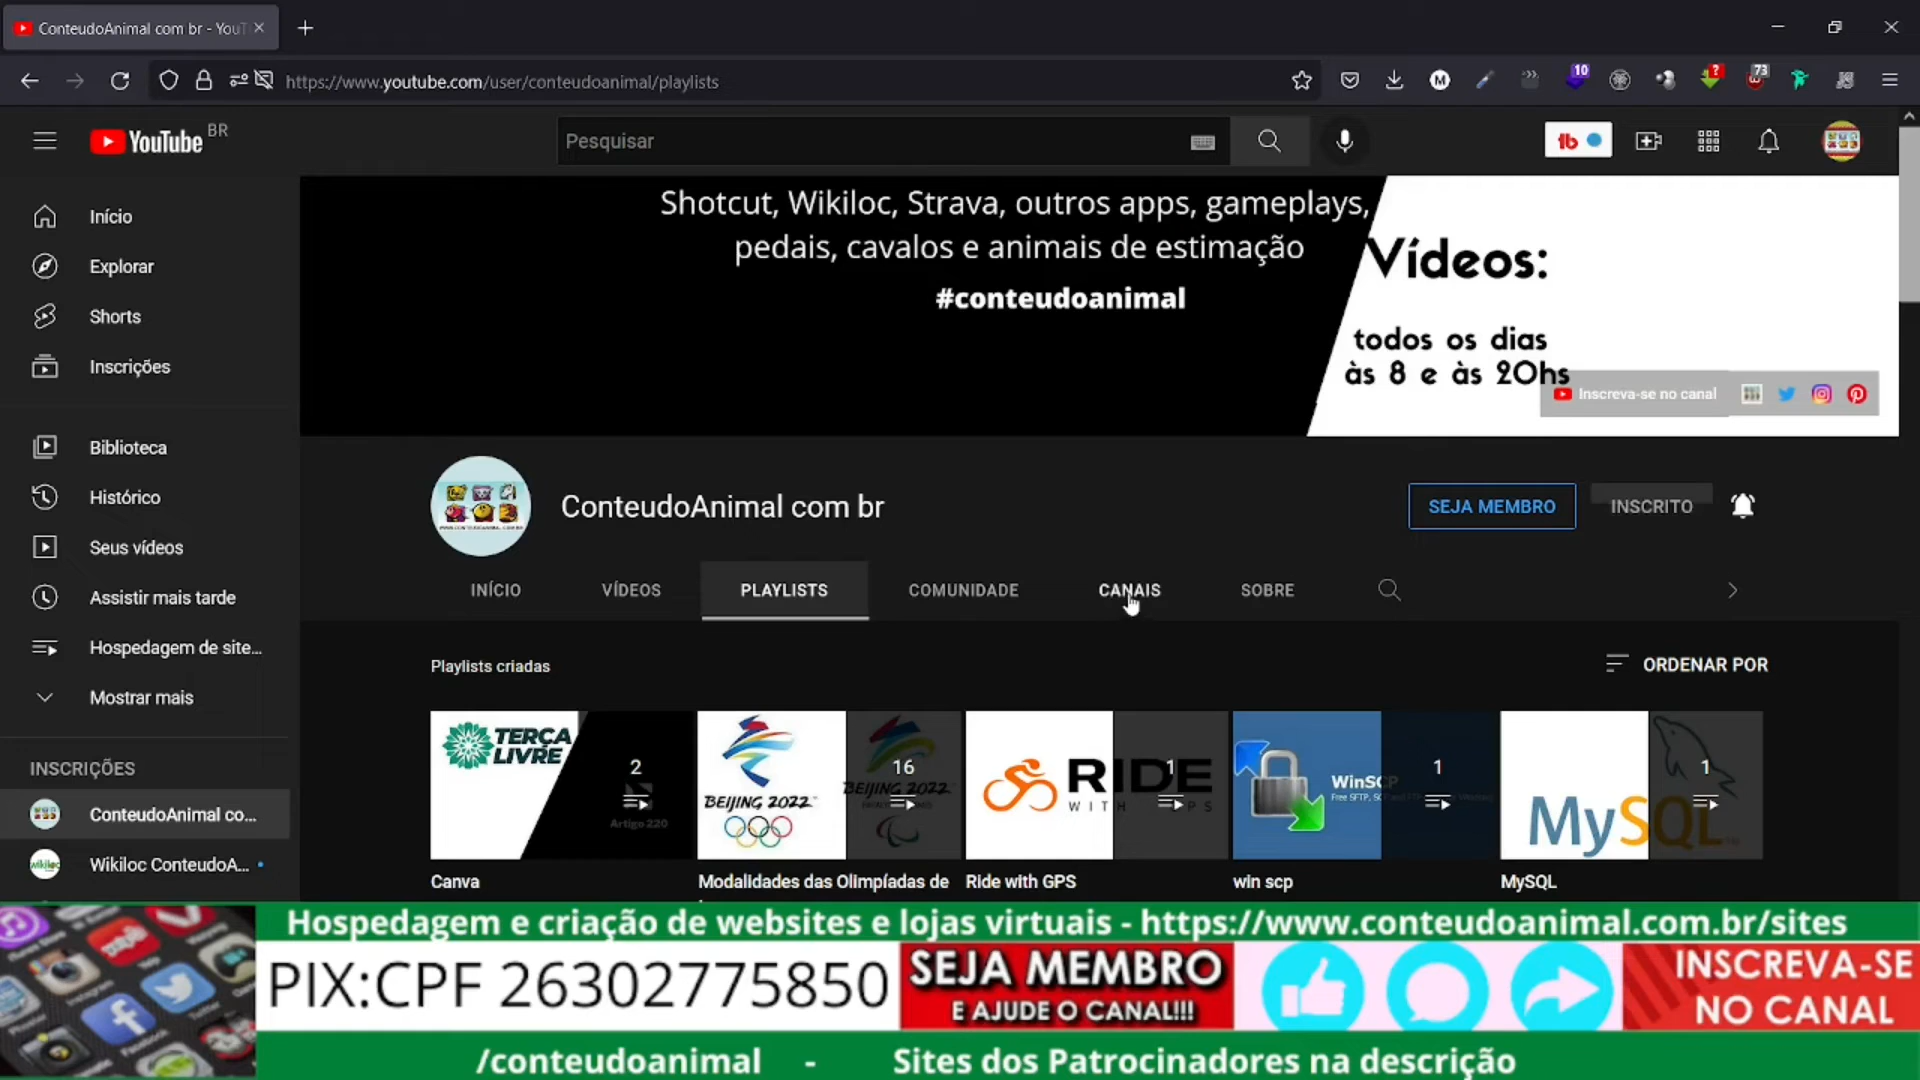 ConteudoAnimal com br - YouT
https://www.youtube.com/user/conteudoanimal/playlists
10
?
73
YouTube BR
Pesquisar
Início
Explorar
Shorts
Inscrições
Biblioteca
Histórico
Seus vídeos
Assistir mais tarde
Hospedagem de site...
Mostrar mais
INSCRIÇÕES
ConteudoAnimal co...
Wikiloc ConteudoA...
Shotcut, Wikiloc, Strava, outros apps, gameplays,
pedais, cavalos e animais de estimação
#conteudoanimal
Vídeos:
todos os dias
às 8 e às 20hs
Inscreva-se no canal
ConteudoAnimal com br
SEJA MEMBRO
INSCRITO
INÍCIO
VÍDEOS
PLAYLISTS
COMUNIDADE
CANAIS
SOBRE
Playlists criadas
ORDENAR POR
TERÇA
LIVRE
2
Artigo 220
BEIJING 2022
16
RIDE
WITH GPS
1
WinSCP
1
MySQL
1
Canva
Modalidades das Olimpíadas de
Ride with GPS
win scp
MySQL
Hospedagem e criação de websites e lojas virtuais - https://www.conteudoanimal.com.br/sites
PIX:CPF 26302775850
SEJA MEMBRO
E AJUDE O CANAL!!!
INSCREVA-SE
NO CANAL
/conteudoanimal - Sites dos Patrocinadores na descrição